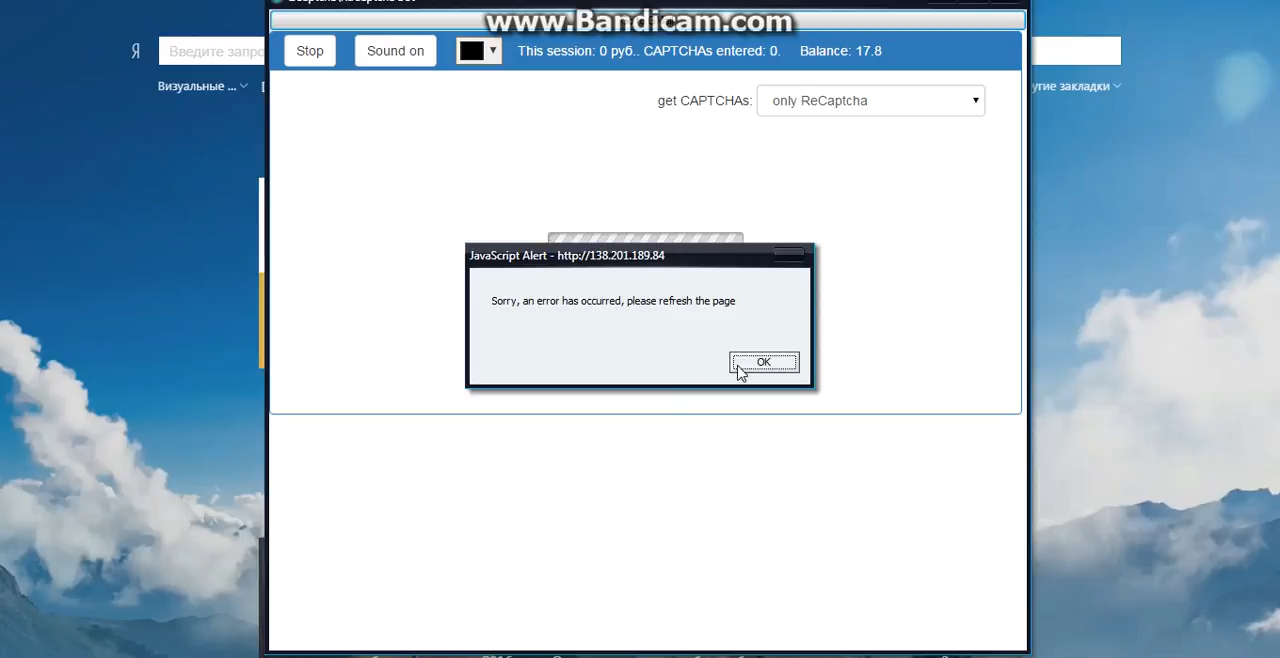 www.Bandicam.com
Я
Введите запро
Stop
Sound on
This session: 0 руб.. CAPTCHAs entered: 0.
Balance: 17.8
Визуальные ...
get CAPTCHAs:
only ReCaptcha
JavaScript Alert - http://138.201.189.84
Sorry, an error has occurred, please refresh the page
OK